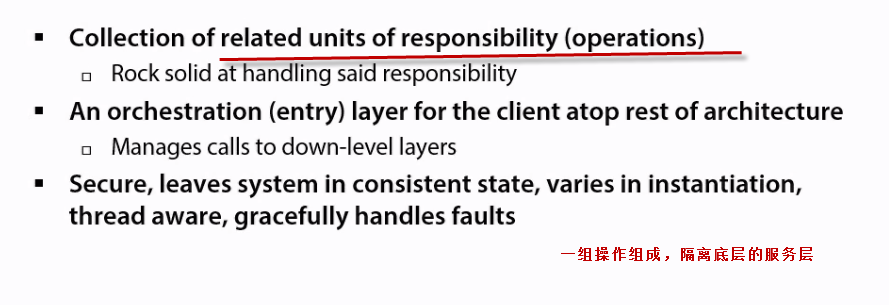 ▪ Collection of related units of responsibility (operations)
▫ Rock solid at handling said responsibility
▪ An orchestration (entry) layer for the client atop rest of architecture
▫ Manages calls to down-level layers
▪ Secure, leaves system in consistent state, varies in instantiation,
thread aware, gracefully handles faults
一组操作组成，隔离底层的服务层